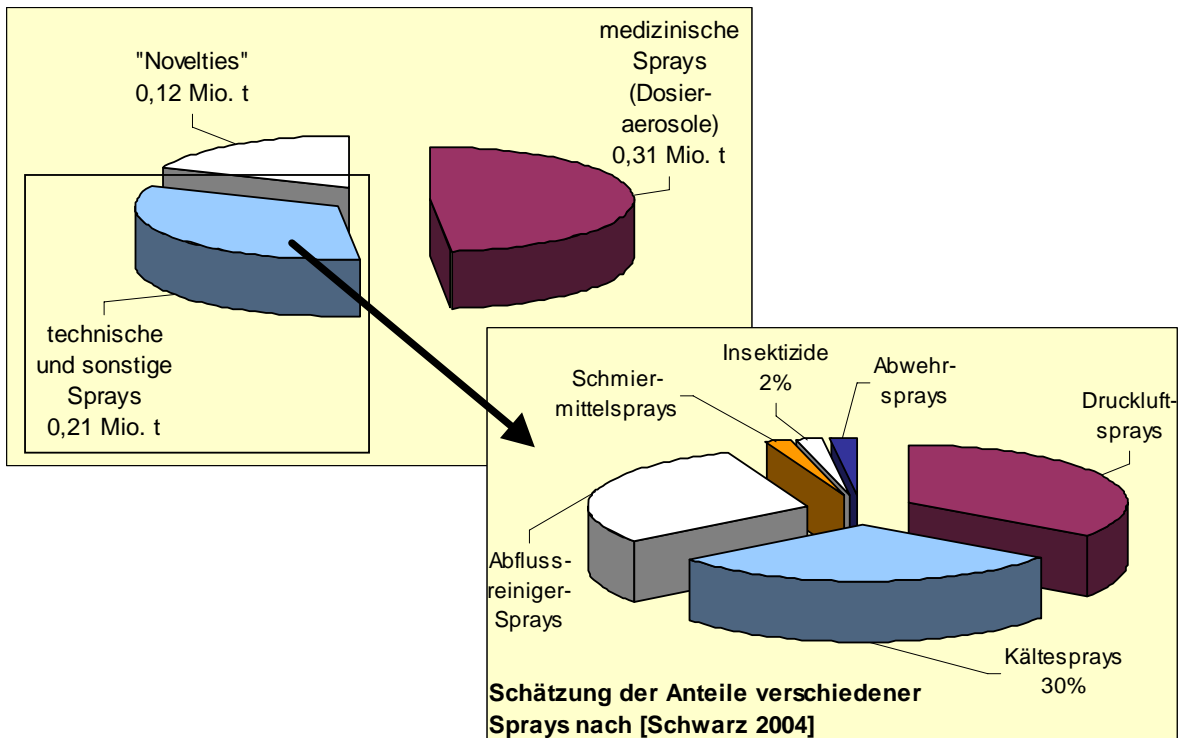 "Novelties"
0,12 Mio. t
medizinische
Sprays
(Dosier-
aerosole)
0,31 Mio. t
technische
und sonstige
Sprays
0,21 Mio. t
Insektizide
2%
Abwehr-
sprays
Schmier-
mittelsprays
Druckluft-
sprays
Abfluss-
reiniger-
Sprays
Kältesprays
30%
Schätzung der Anteile verschiedener
Sprays nach [Schwarz 2004]